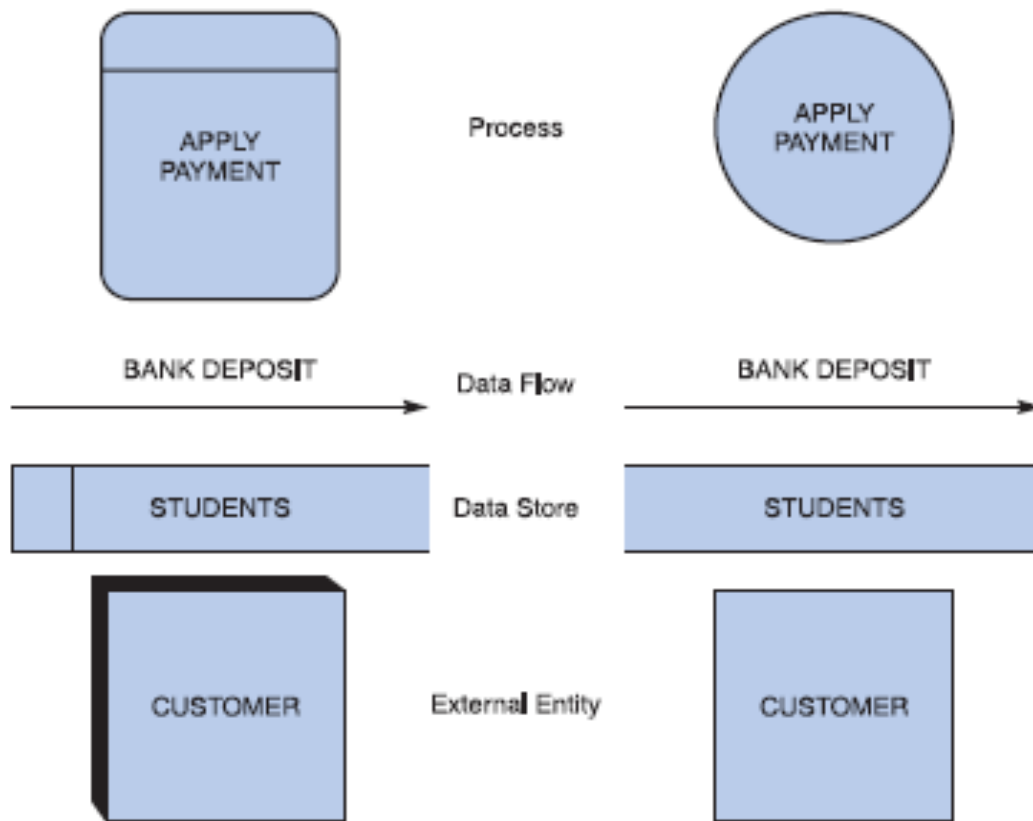 APPLY
PAYMENT
Process
APPLY
PAYMENT
BANK DEPOSIT
Data Flow
BANK DEPOSIT
STUDENTS
Data Store
STUDENTS
CUSTOMER
External Entity
CUSTOMER